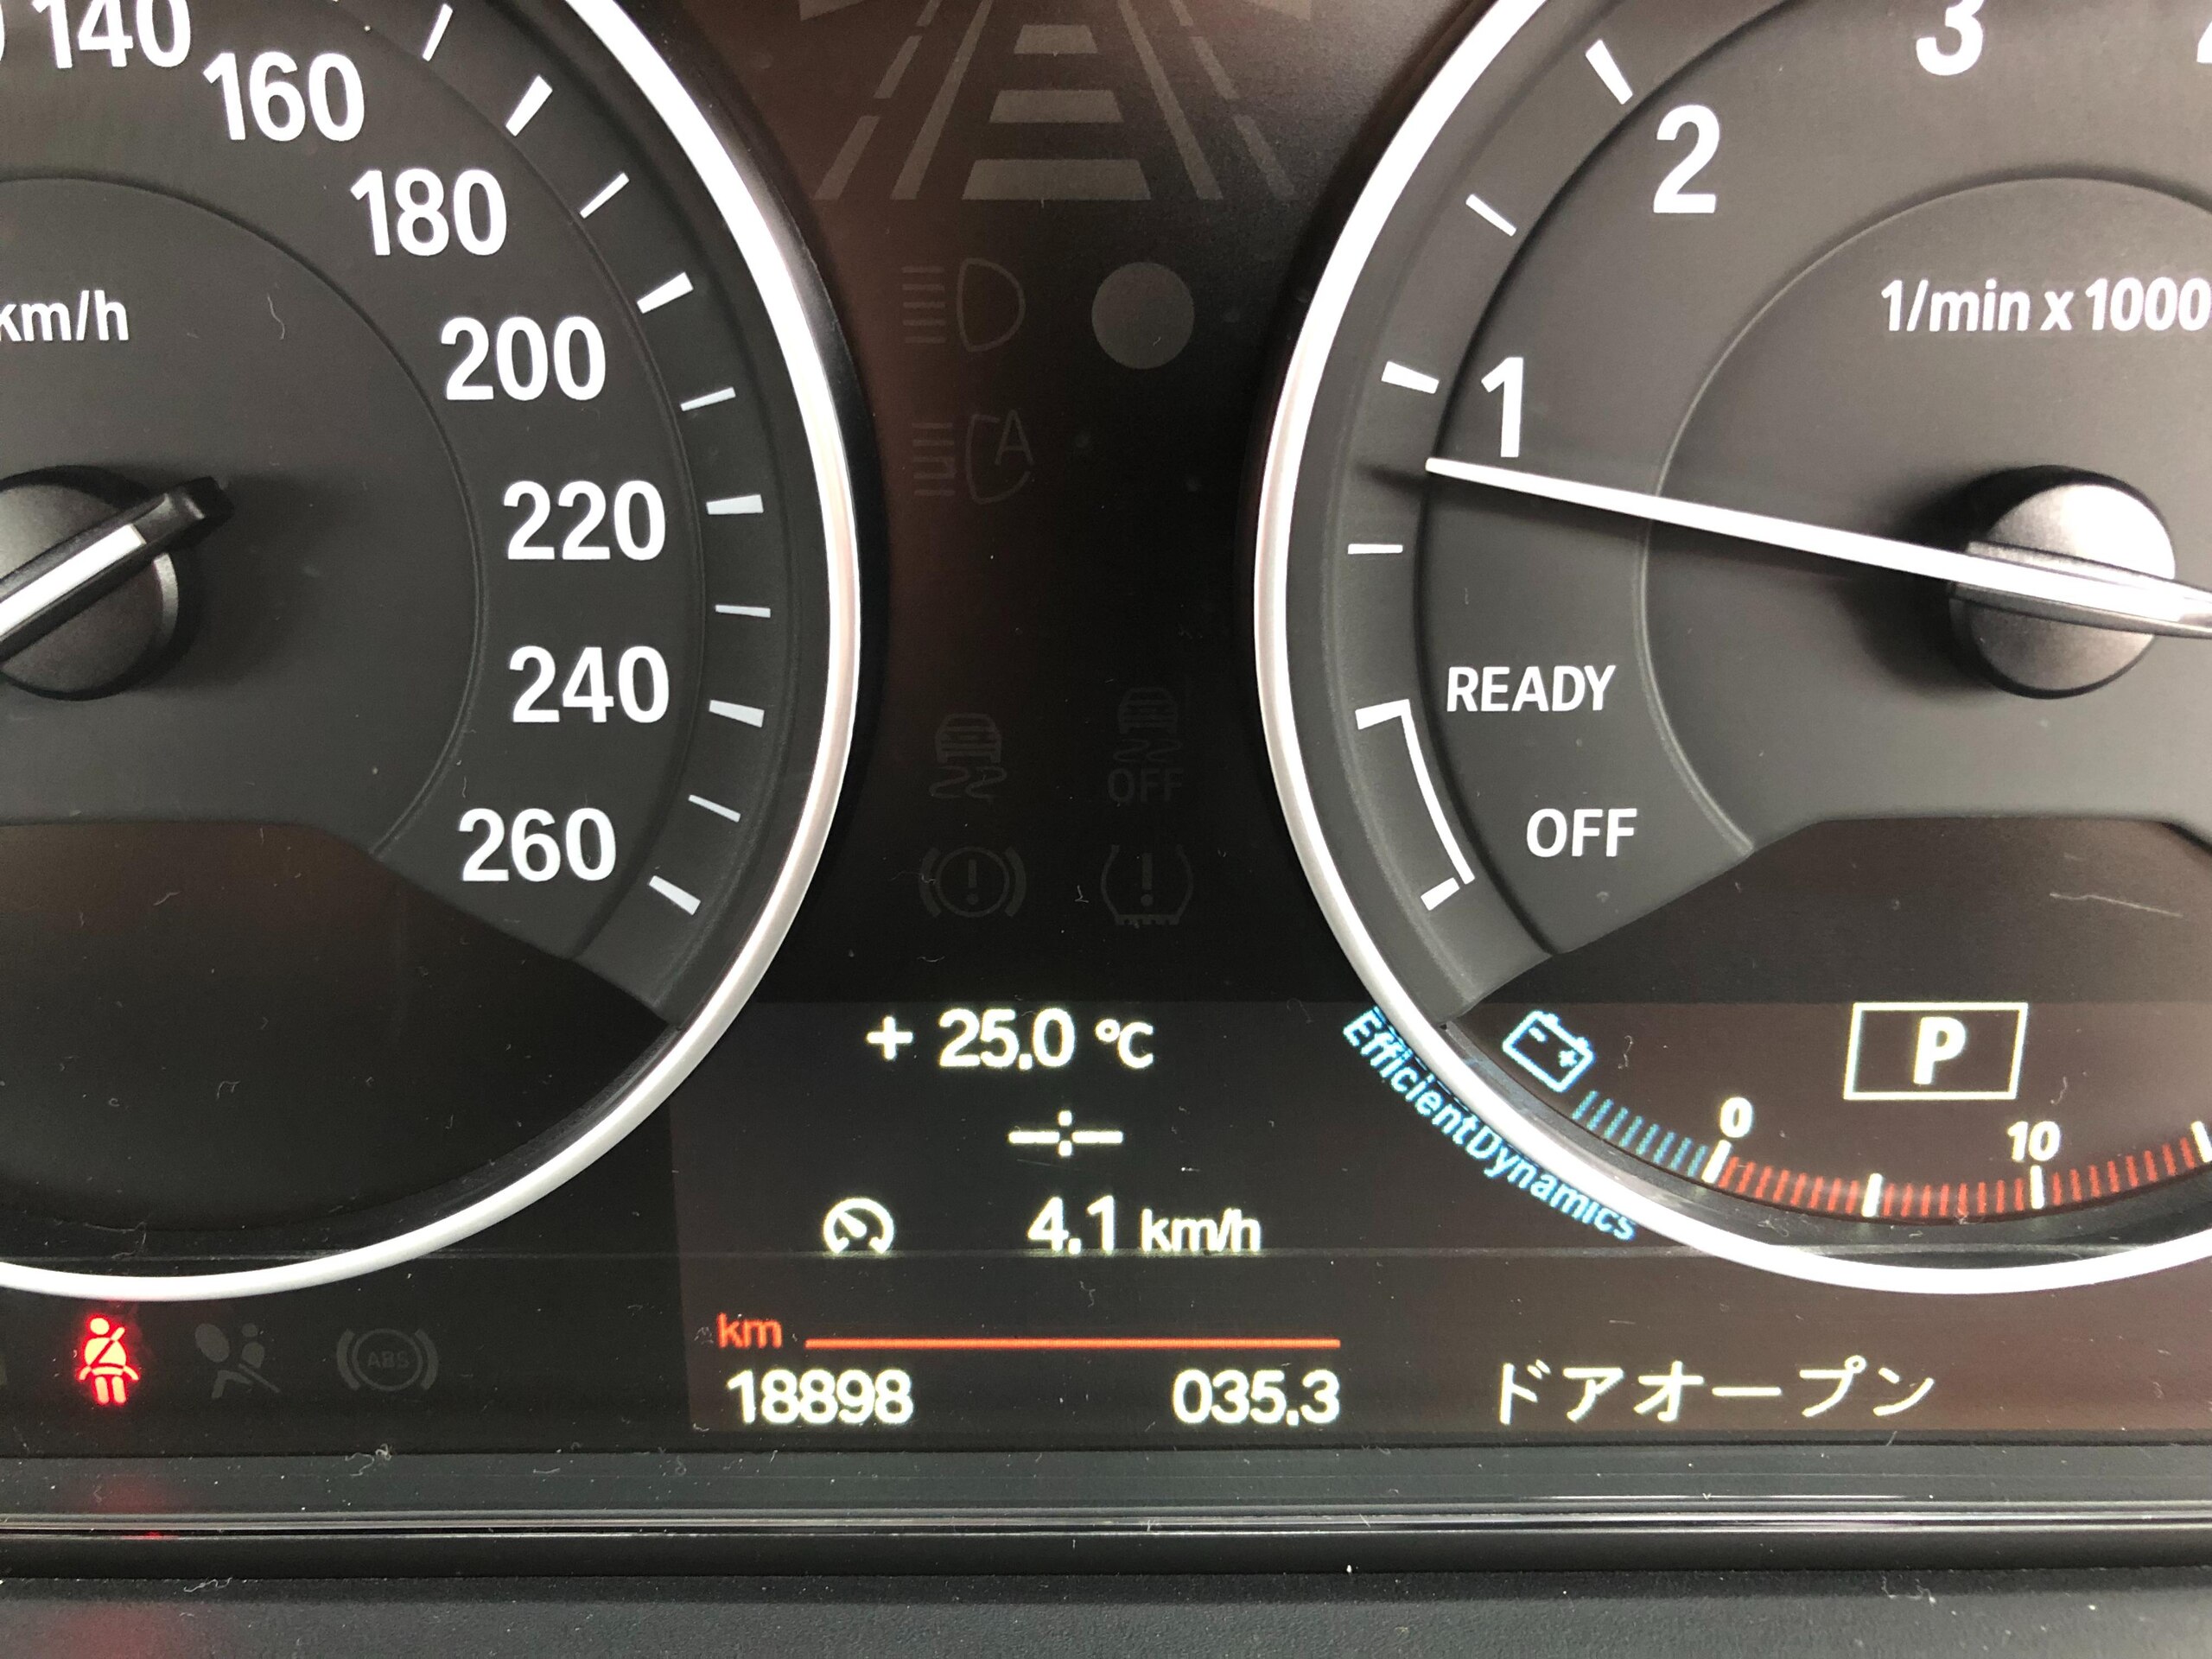 140
160
180
200
220
240
260
km/h
3
2
1
1/min x 1000
READY
OFF
A
OFF
+ 25.0 °C
P
0
10
EfficientDynamics
4.1 km/h
ABS
km
18898 035.3
ドアオープン